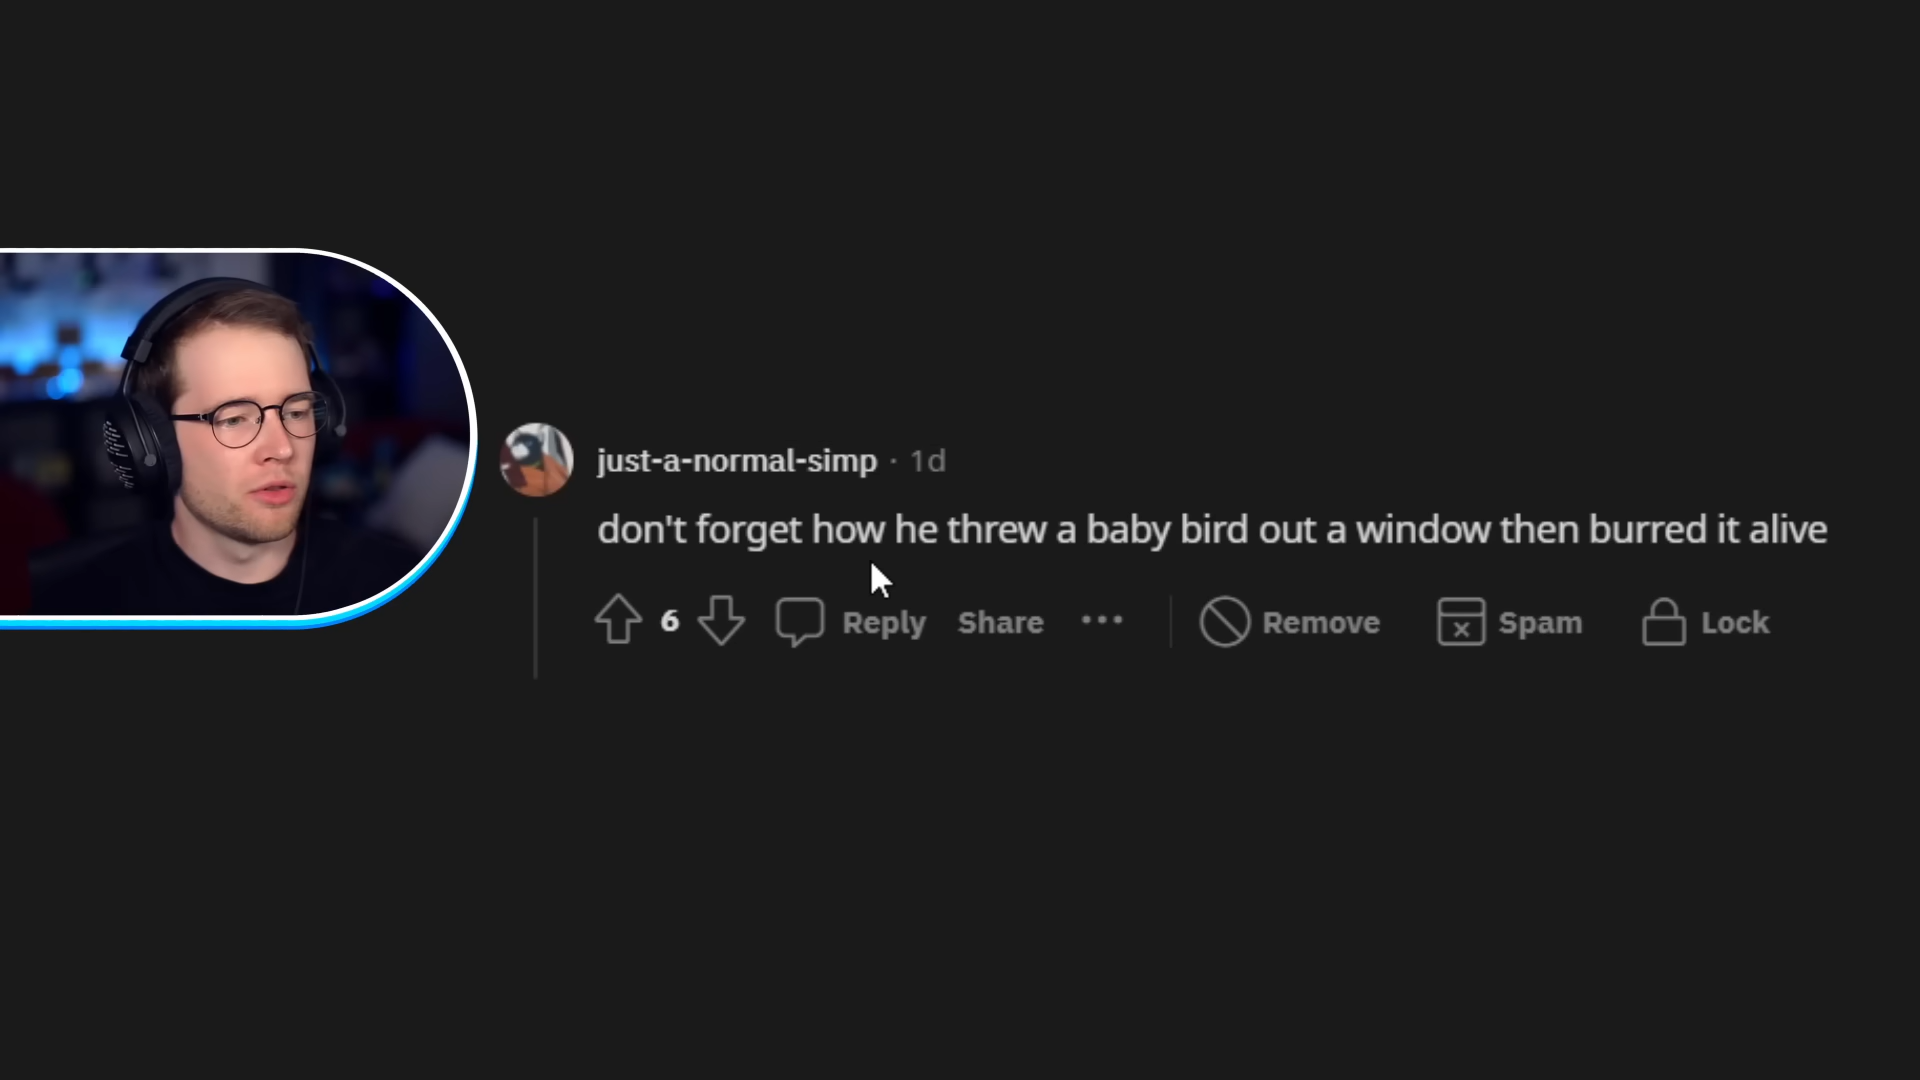 just-a-normal-simp · 1d
don't forget how he threw a baby bird out a window then burred it alive
6 Reply Share ··· Remove Spam Lock